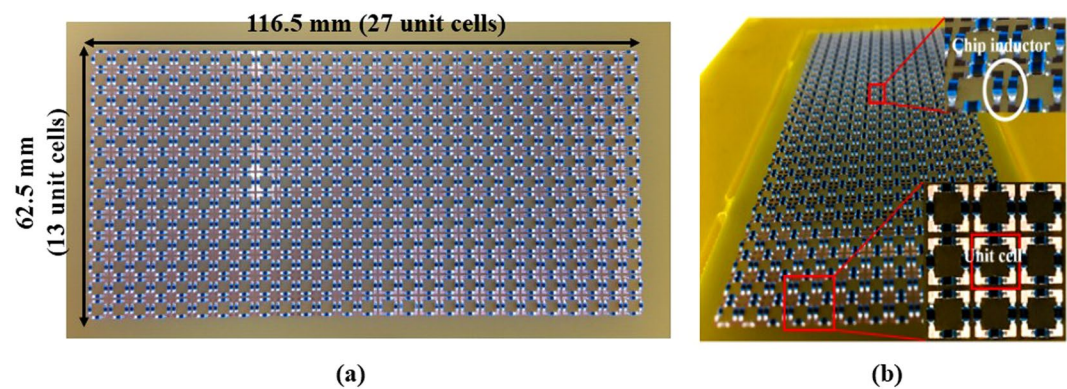 116.5 mm (27 unit cells)
62.5 mm
(13 unit cells)
Chip inductor
Unit cell
(a)
(b)